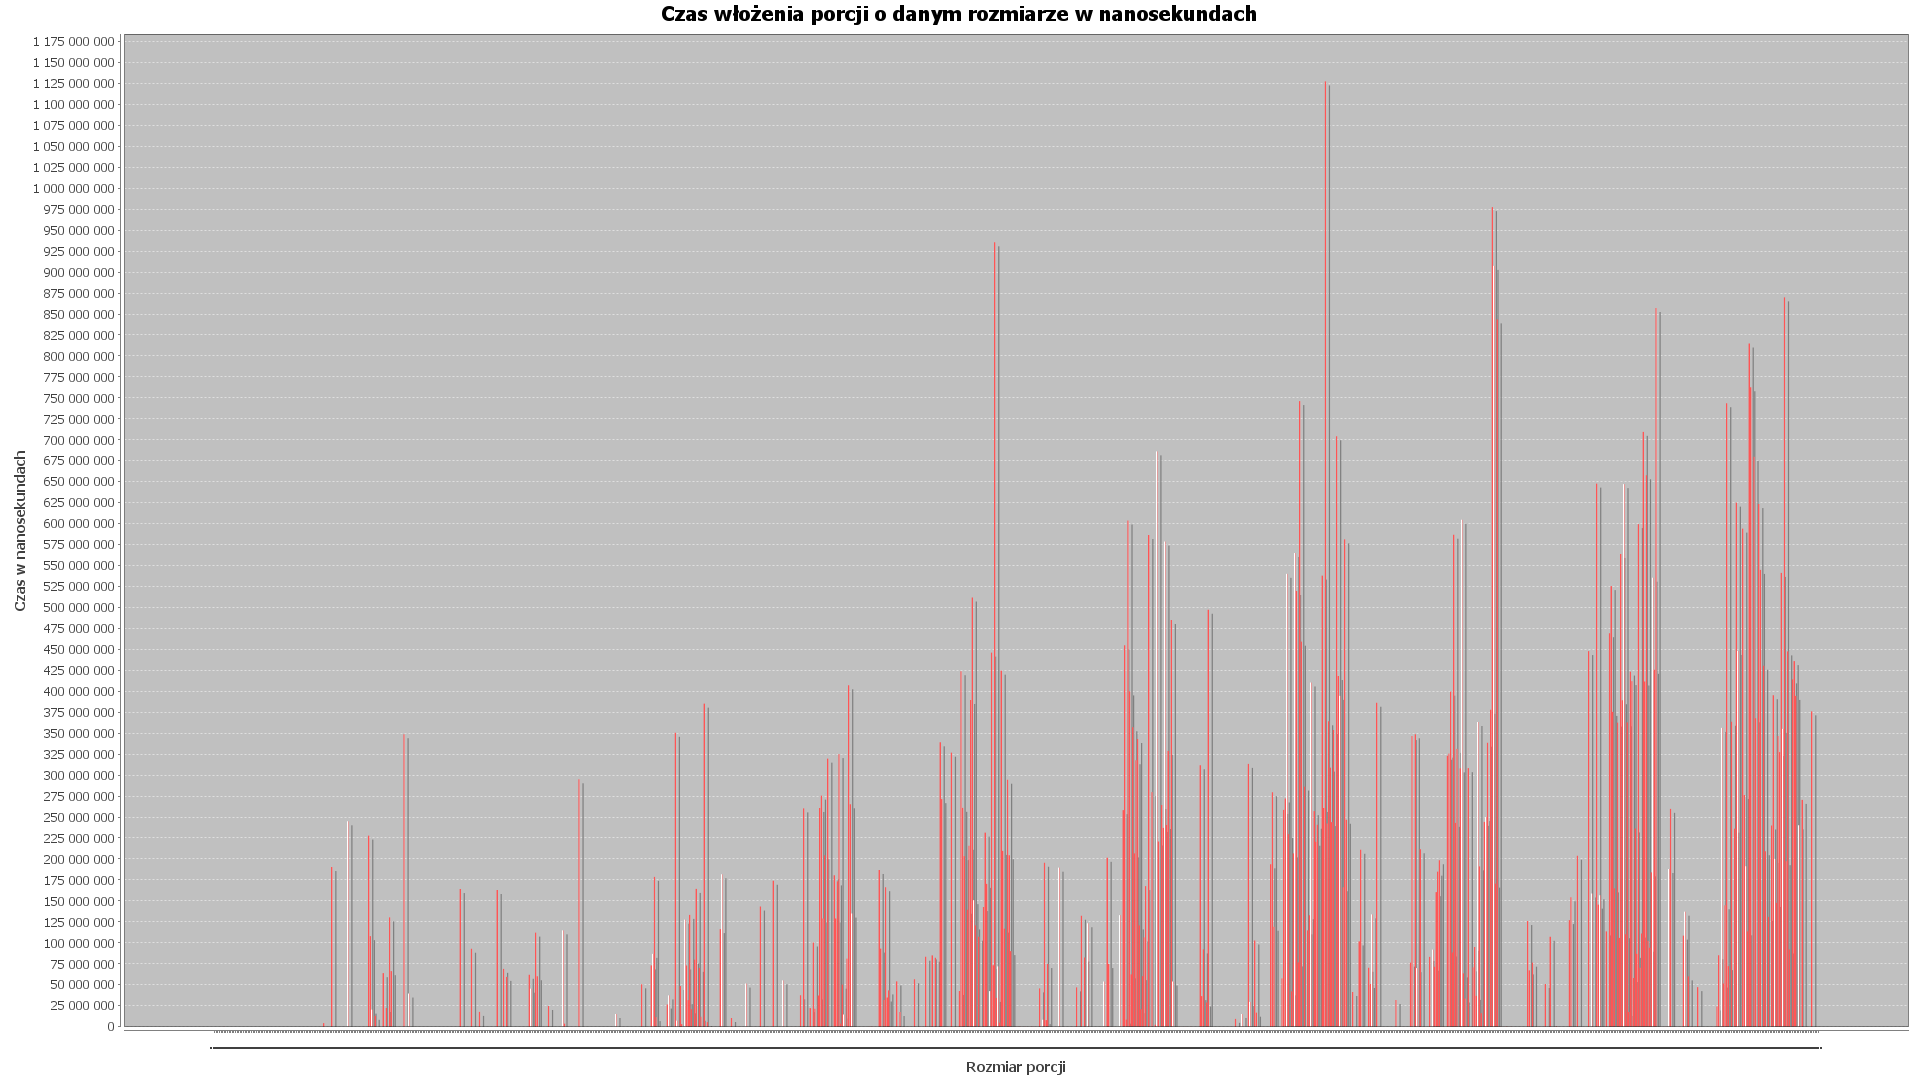 Czas włożenia porcji o danym rozmiarze w nanosekundach
1 175 000 000
1 150 000 000
1 125 000 000
1 100 000 000
1 075 000 000
1 050 000 000
1 025 000 000
1 000 000 000
975 000 000
950 000 000
925 000 000
900 000 000
875 000 000
850 000 000
825 000 000
800 000 000
775 000 000
750 000 000
725 000 000
700 000 000
675 000 000
650 000 000
625 000 000
600 000 000
575 000 000
550 000 000
525 000 000
500 000 000
475 000 000
450 000 000
425 000 000
400 000 000
375 000 000
350 000 000
325 000 000
300 000 000
275 000 000
250 000 000
225 000 000
200 000 000
175 000 000
150 000 000
125 000 000
100 000 000
75 000 000
50 000 000
25 000 000
0
Czas w nanosekundach
Rozmiar porcji